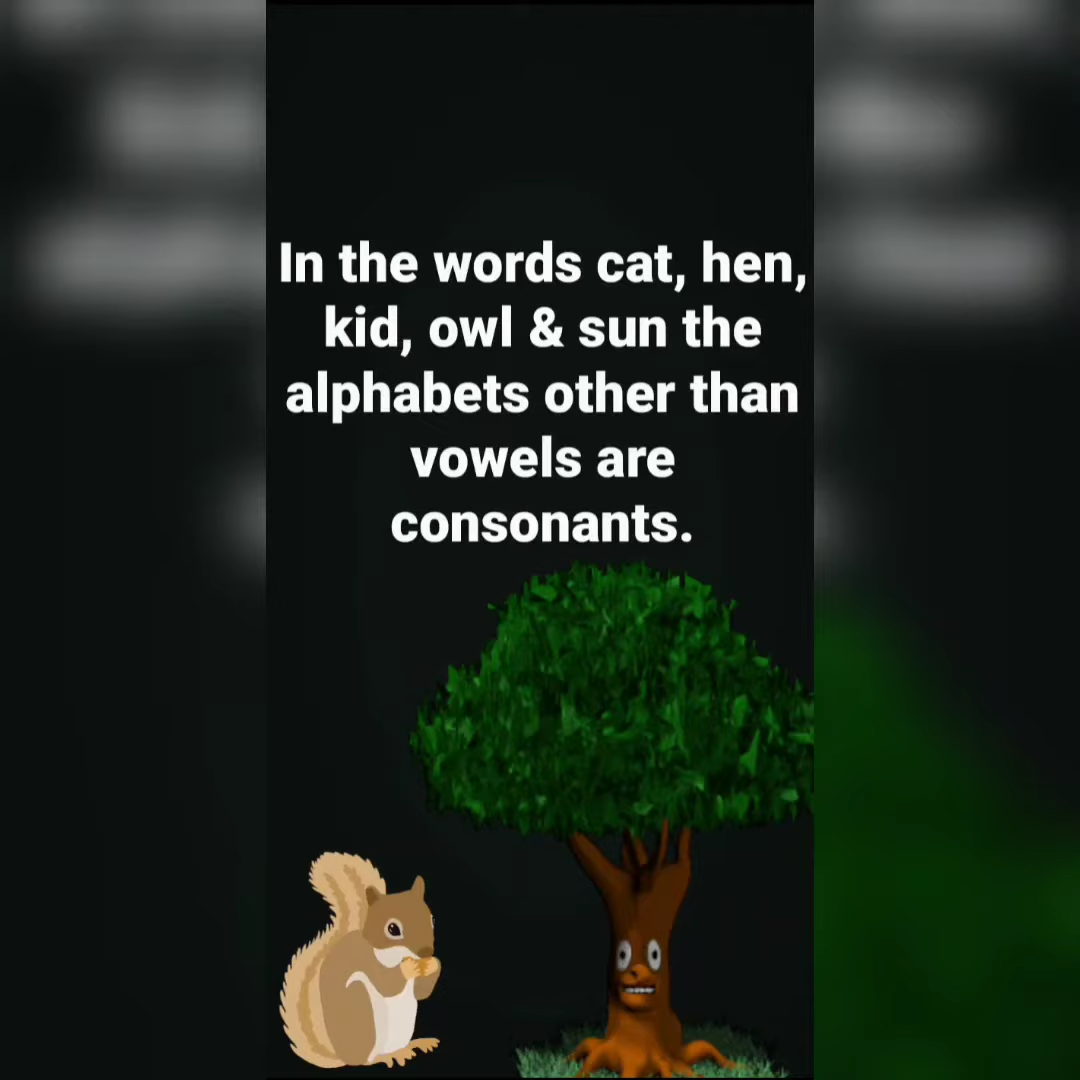 In the words cat, hen,
kid, owl & sun the
alphabets other than
vowels are
consonants.